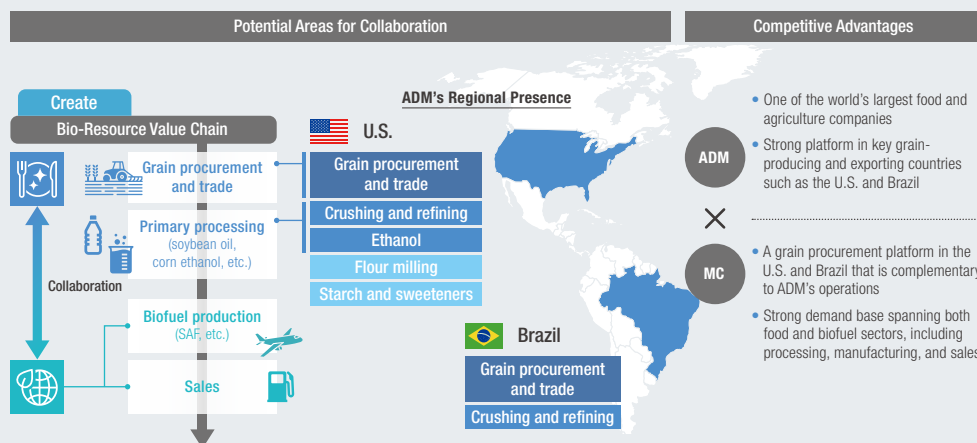 Potential Areas for Collaboration
Competitive Advantages
Create
Bio-Resource Value Chain
Grain procurement
and trade
Primary processing
(soybean oil,
corn ethanol, etc.)
Collaboration
Biofuel production
(SAF, etc.)
Sales
ADM's Regional Presence
U.S.
Grain procurement
and trade
Crushing and refining
Ethanol
Flour milling
Starch and sweeteners
Brazil
Grain procurement
and trade
Crushing and refining
ADM
• One of the world's largest food and
agriculture companies
• Strong platform in key grain-
producing and exporting countries
such as the U.S. and Brazil
×
MC
• A grain procurement platform in the
U.S. and Brazil that is complementary
to ADM's operations
• Strong demand base spanning both
food and biofuel sectors, including
processing, manufacturing, and sales